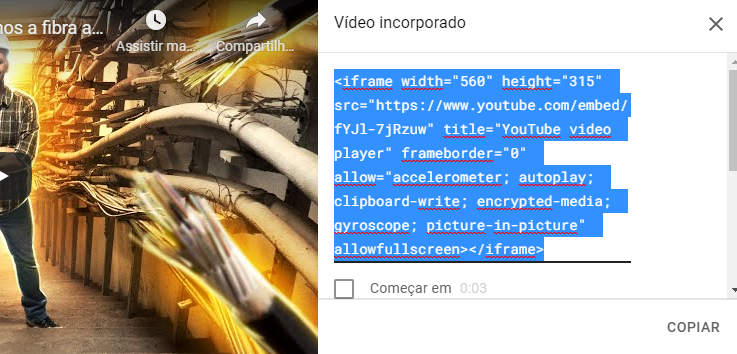 nos a fibra a...
Assistir ma...
Compartilh...
Vídeo incorporado
<iframe width="560" height="315"
src="https://www.youtube.com/embed/
fYJl-7jRzuw" title="YouTube video
player" frameborder="0"
allow="accelerometer; autoplay;
clipboard-write; encrypted-media;
gyroscope; picture-in-picture"
allowfullscreen></iframe>
Começar em 0:03
COPIAR